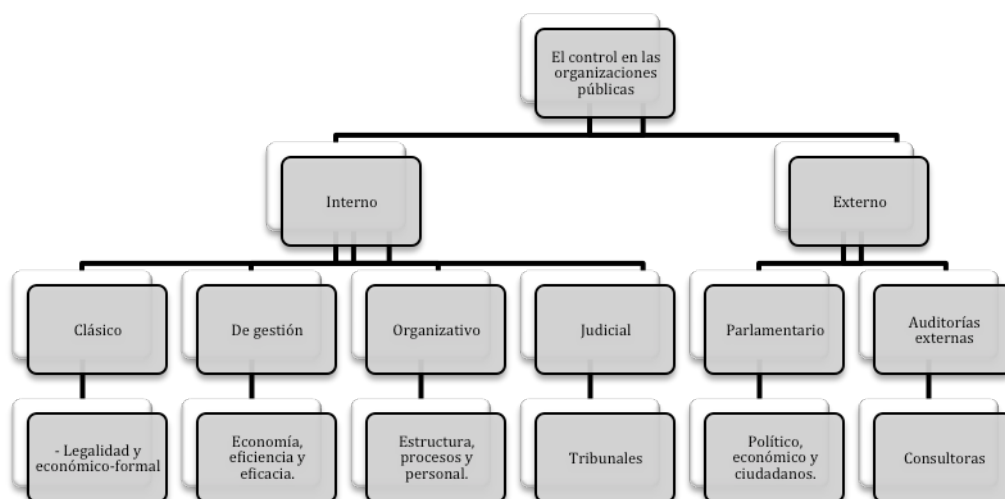 El control en las
organizaciones
públicas
Interno
Externo
Clásico
De gestión
Organizativo
Judicial
Parlamentario
Auditorías
externas
- Legalidad y
económico-formal
Economía,
eficiencia y
eficacia.
Estructura,
procesos y
personal.
Tribunales
Político,
económico y
ciudadanos.
Consultoras